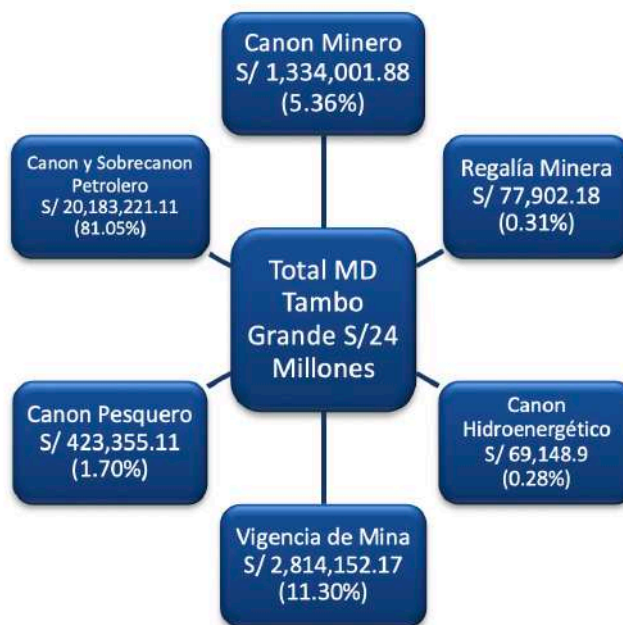 Canon Minero
S/ 1,334,001.88
(5.36%)
Canon y Sobrecanon
Petrolero
S/ 20,183,221.11
(81.05%)
Regalía Minera
S/ 77,902.18
(0.31%)
Total MD
Tambo
Grande S/24
Millones
Canon Pesquero
S/ 423,355.11
(1.70%)
Canon
Hidroenergético
S/ 69,148.9
(0.28%)
Vigencia de Mina
S/ 2,814,152.17
(11.30%)